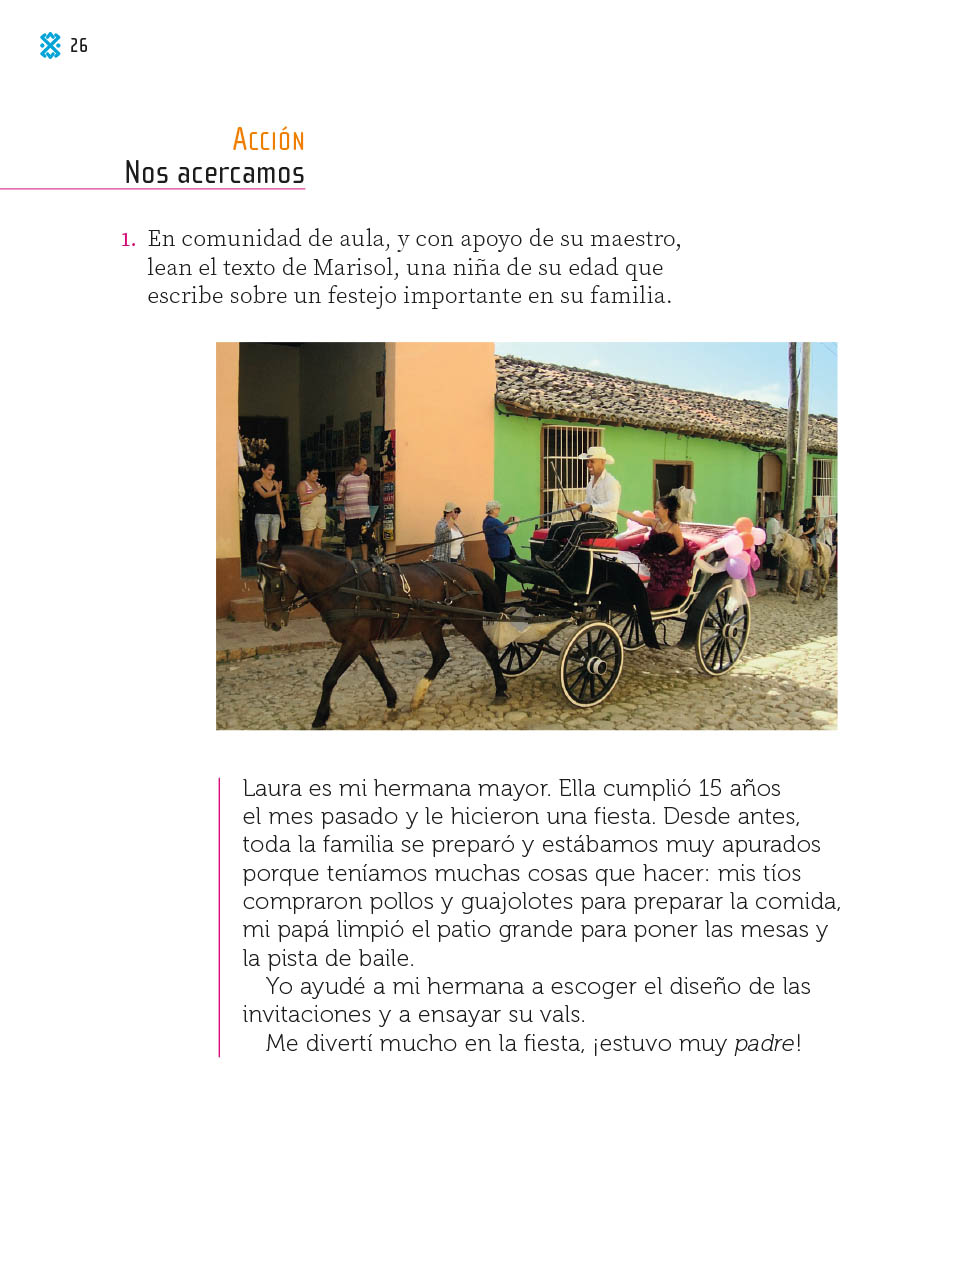 26
Acción
Nos acercamos
1. En comunidad de aula, y con apoyo de su maestro,
lean el texto de Marisol, una niña de su edad que
escribe sobre un festejo importante en su familia.
Laura es mi hermana mayor. Ella cumplió 15 años
el mes pasado y le hicieron una fiesta. Desde antes,
toda la familia se preparó y estábamos muy apurados
porque teníamos muchas cosas que hacer: mis tíos
compraron pollos y guajolotes para preparar la comida,
mi papá limpió el patio grande para poner las mesas y
la pista de baile.
Yo ayudé a mi hermana a escoger el diseño de las
invitaciones y a ensayar su vals.
Me divertí mucho en la fiesta, ¡estuvo muy padre!